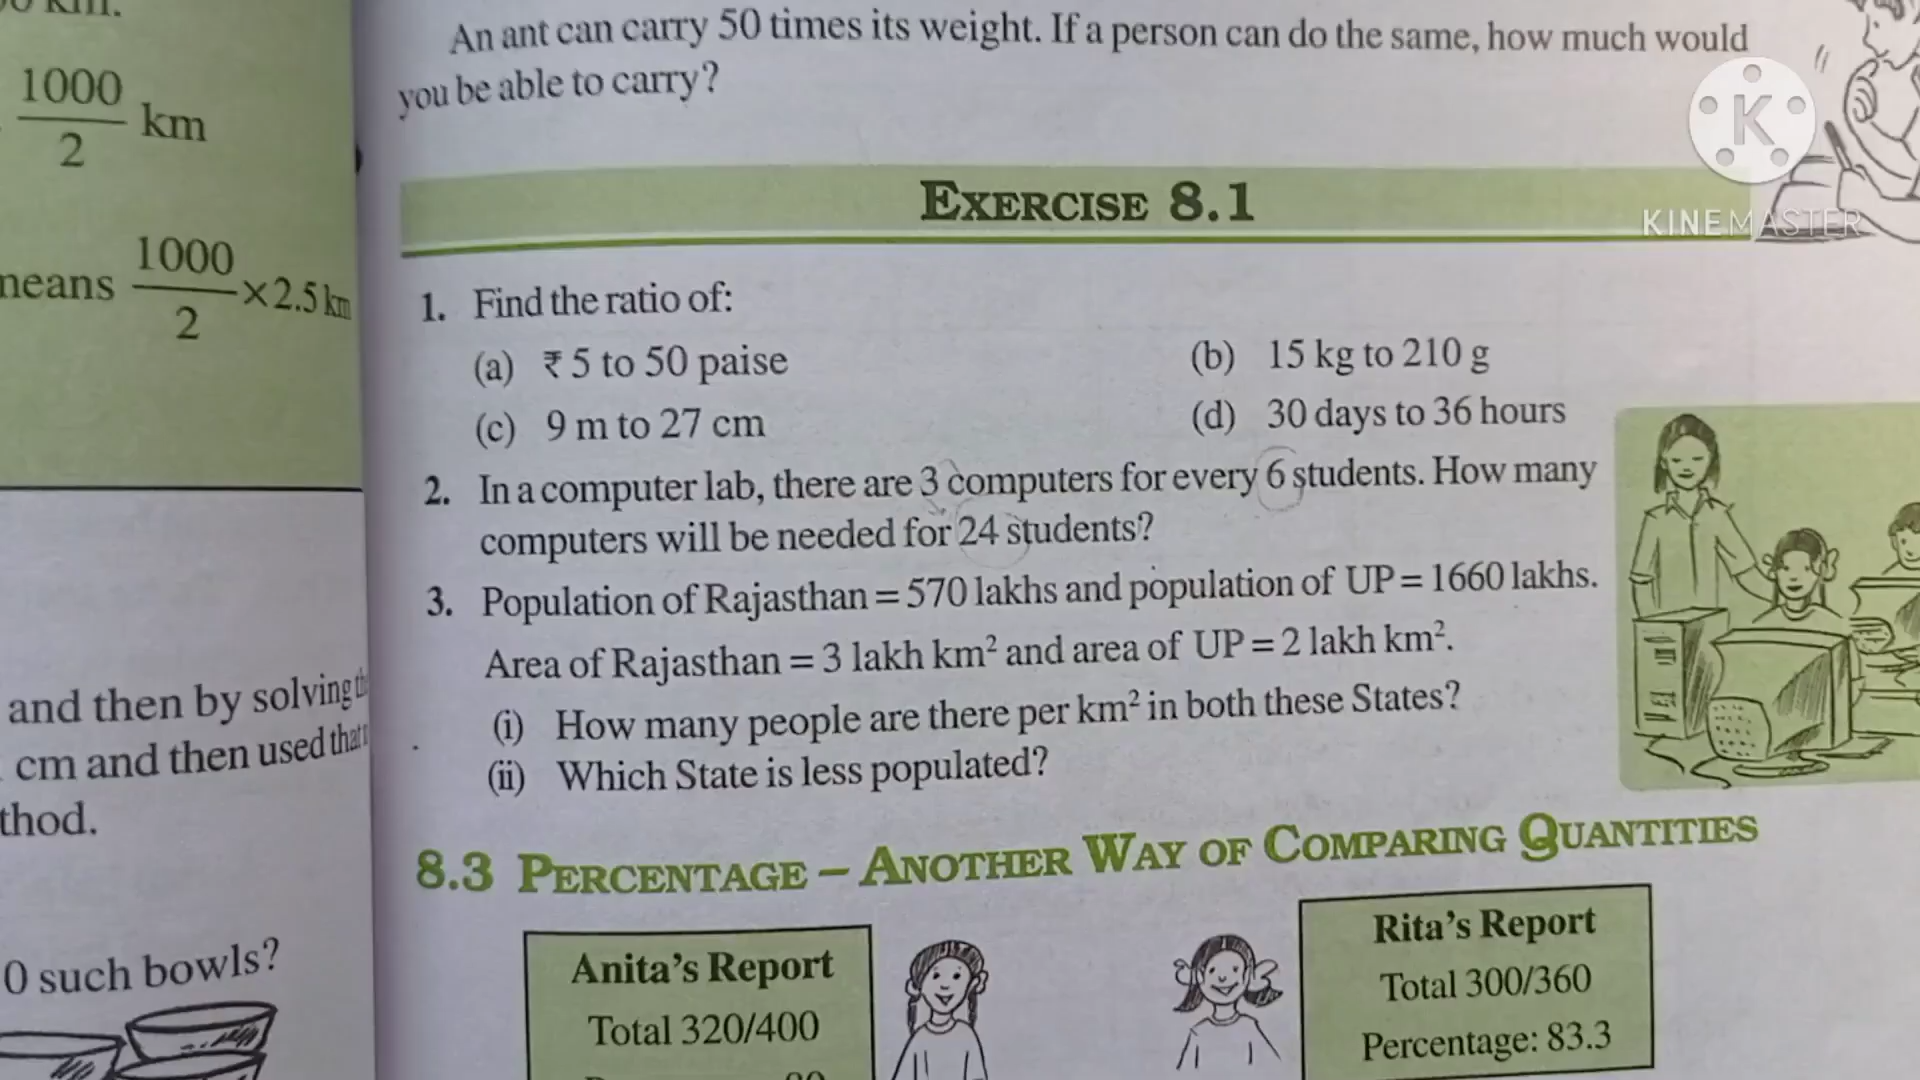 1000
2
km
means 1000/2 ×2.5 km
and then by solving
cm and then used that
0 such bowls?
An ant can carry 50 times its weight. If a person can do the same, how much would
you be able to carry?
K
KINEMASTER
EXERCISE 8.1
1. Find the ratio of:
(a) ₹ 5 to 50 paise (b) 15 kg to 210 g
(c) 9 m to 27 cm (d) 30 days to 36 hours
2. In a computer lab, there are 3 computers for every 6 students. How many
computers will be needed for 24 students?
3. Population of Rajasthan = 570 lakhs and population of UP = 1660 lakhs.
Area of Rajasthan = 3 lakh km² and area of UP = 2 lakh km².
(i) How many people are there per km² in both these States?
(ii) Which State is less populated?
8.3 PERCENTAGE – ANOTHER WAY OF COMPARING QUANTITIES
Anita's Report
Total 320/400
Rita's Report
Total 300/360
Percentage: 83.3